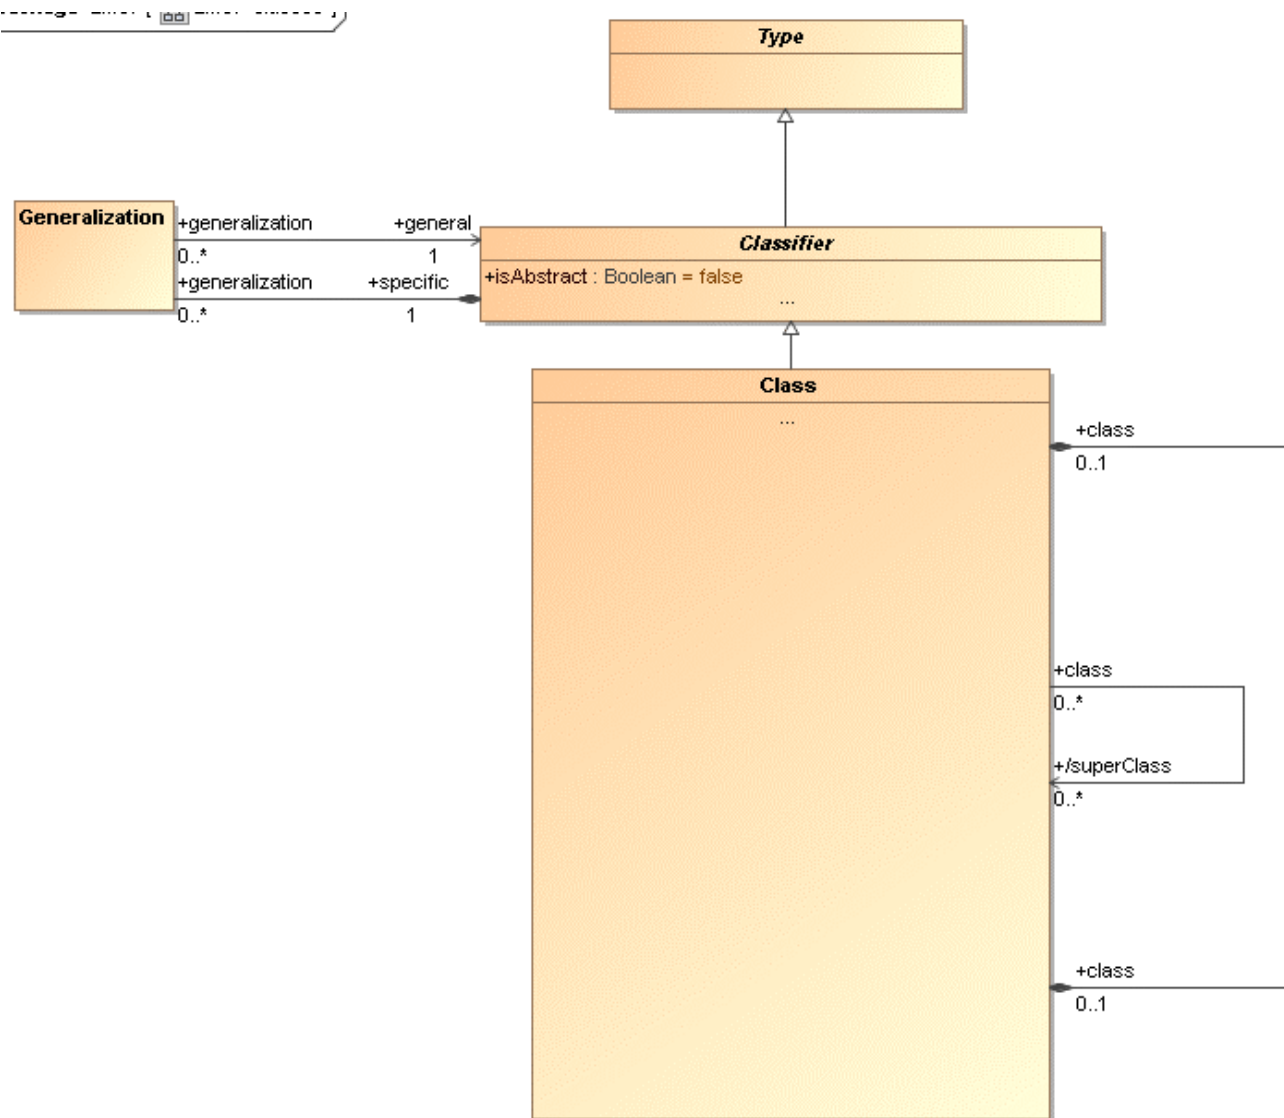 Type
Generalization
+generalization
+general
0..*
1
Classifier
+generalization
+specific
+isAbstract : Boolean = false
...
0..*
1
Class
...
+class
0..1
+class
0..*
+/superClass
0..*
+class
0..1